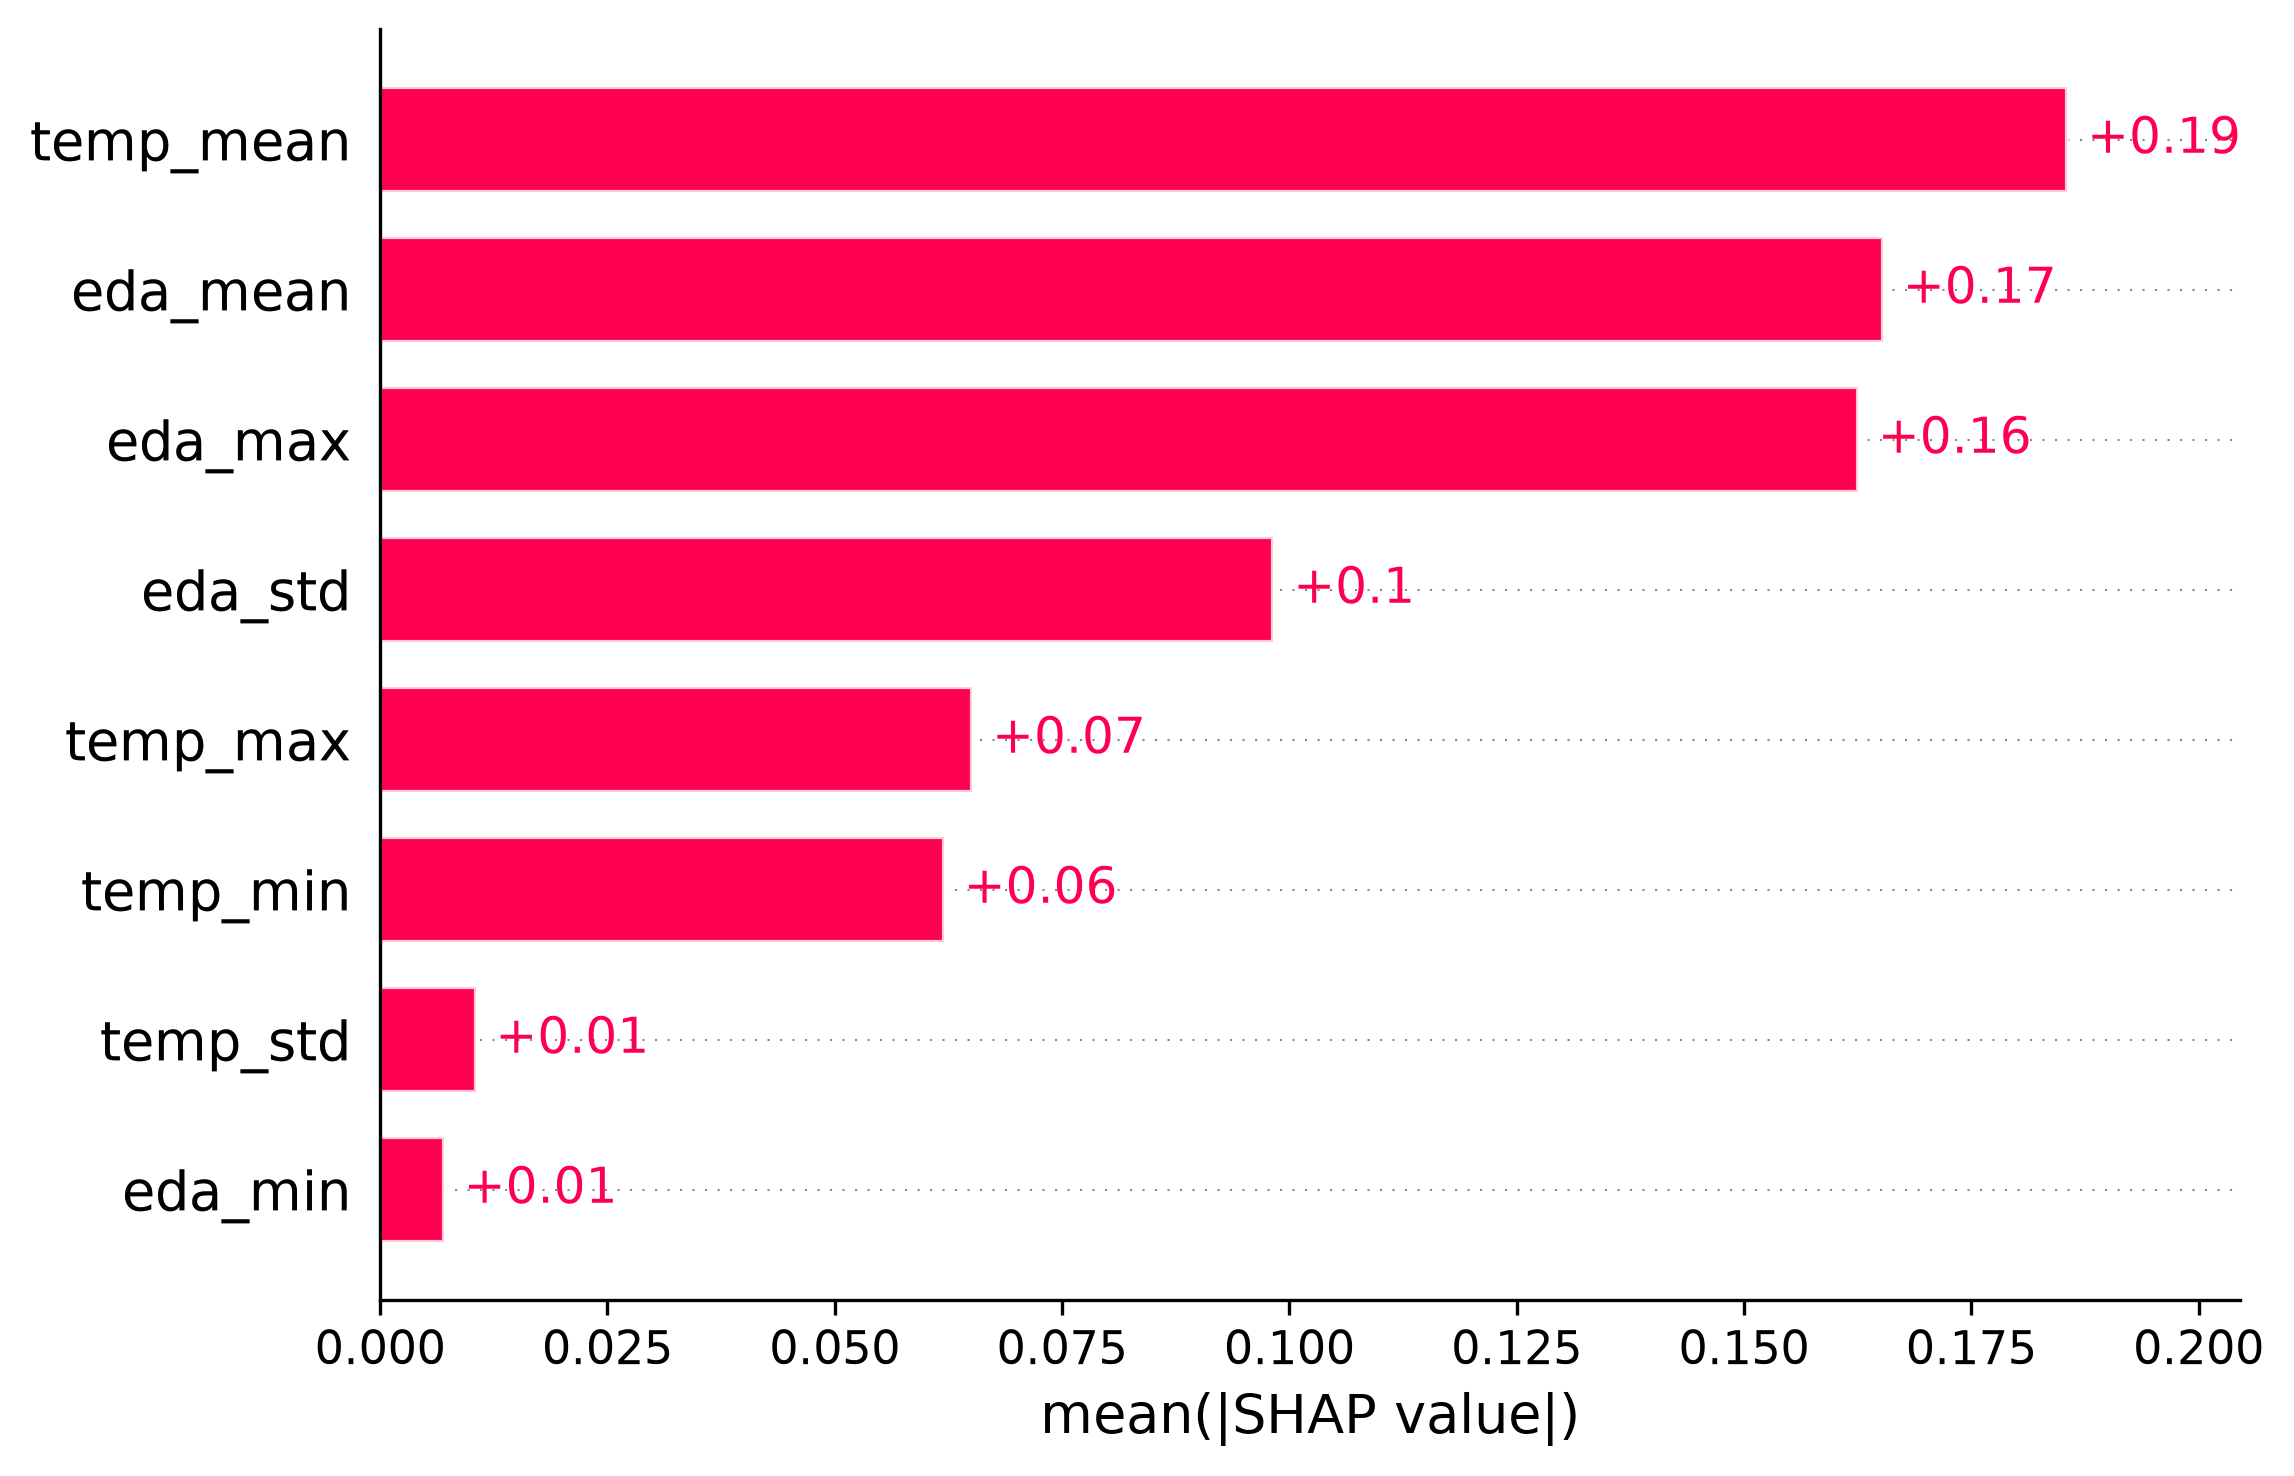 temp_mean +0.19
eda_mean +0.17
eda_max +0.16
eda_std +0.1
temp_max +0.07
temp_min +0.06
temp_std +0.01
eda_min +0.01
0.000 0.025 0.050 0.075 0.100 0.125 0.150 0.175 0.200
mean(|SHAP value|)